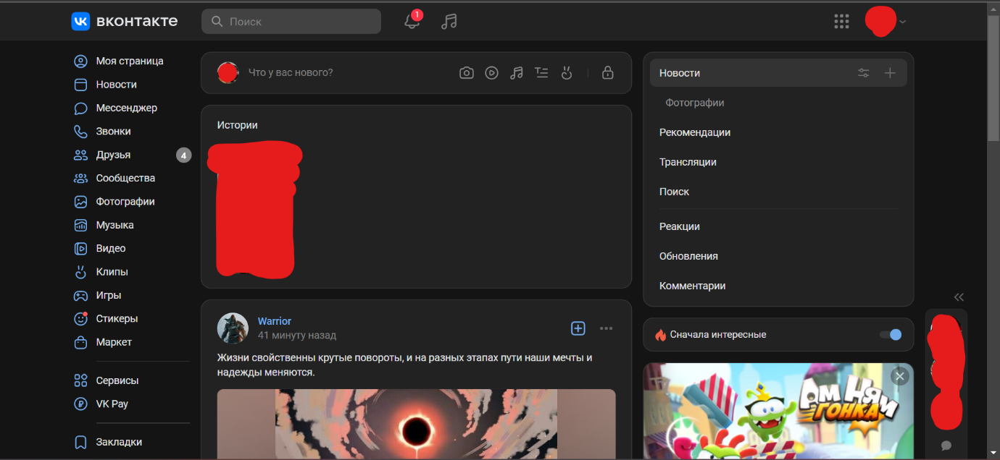 ВКОНТАКТЕ
Поиск
1
Моя страница
Новости
Мессенджер
Звонки
Друзья
4
Сообщества
Фотографии
Музыка
Видео
Клипы
Игры
Стикеры
Маркет
Сервисы
VK Pay
Закладки
Что у вас нового?
Истории
Warrior
41 минуту назад
Жизни свойственны крутые повороты, и на разных этапах пути наши мечты и
надежды меняются.
Новости
Фотографии
Рекомендации
Трансляции
Поиск
Реакции
Обновления
Комментарии
Сначала интересные
АМ НЯМ
ГОНКА